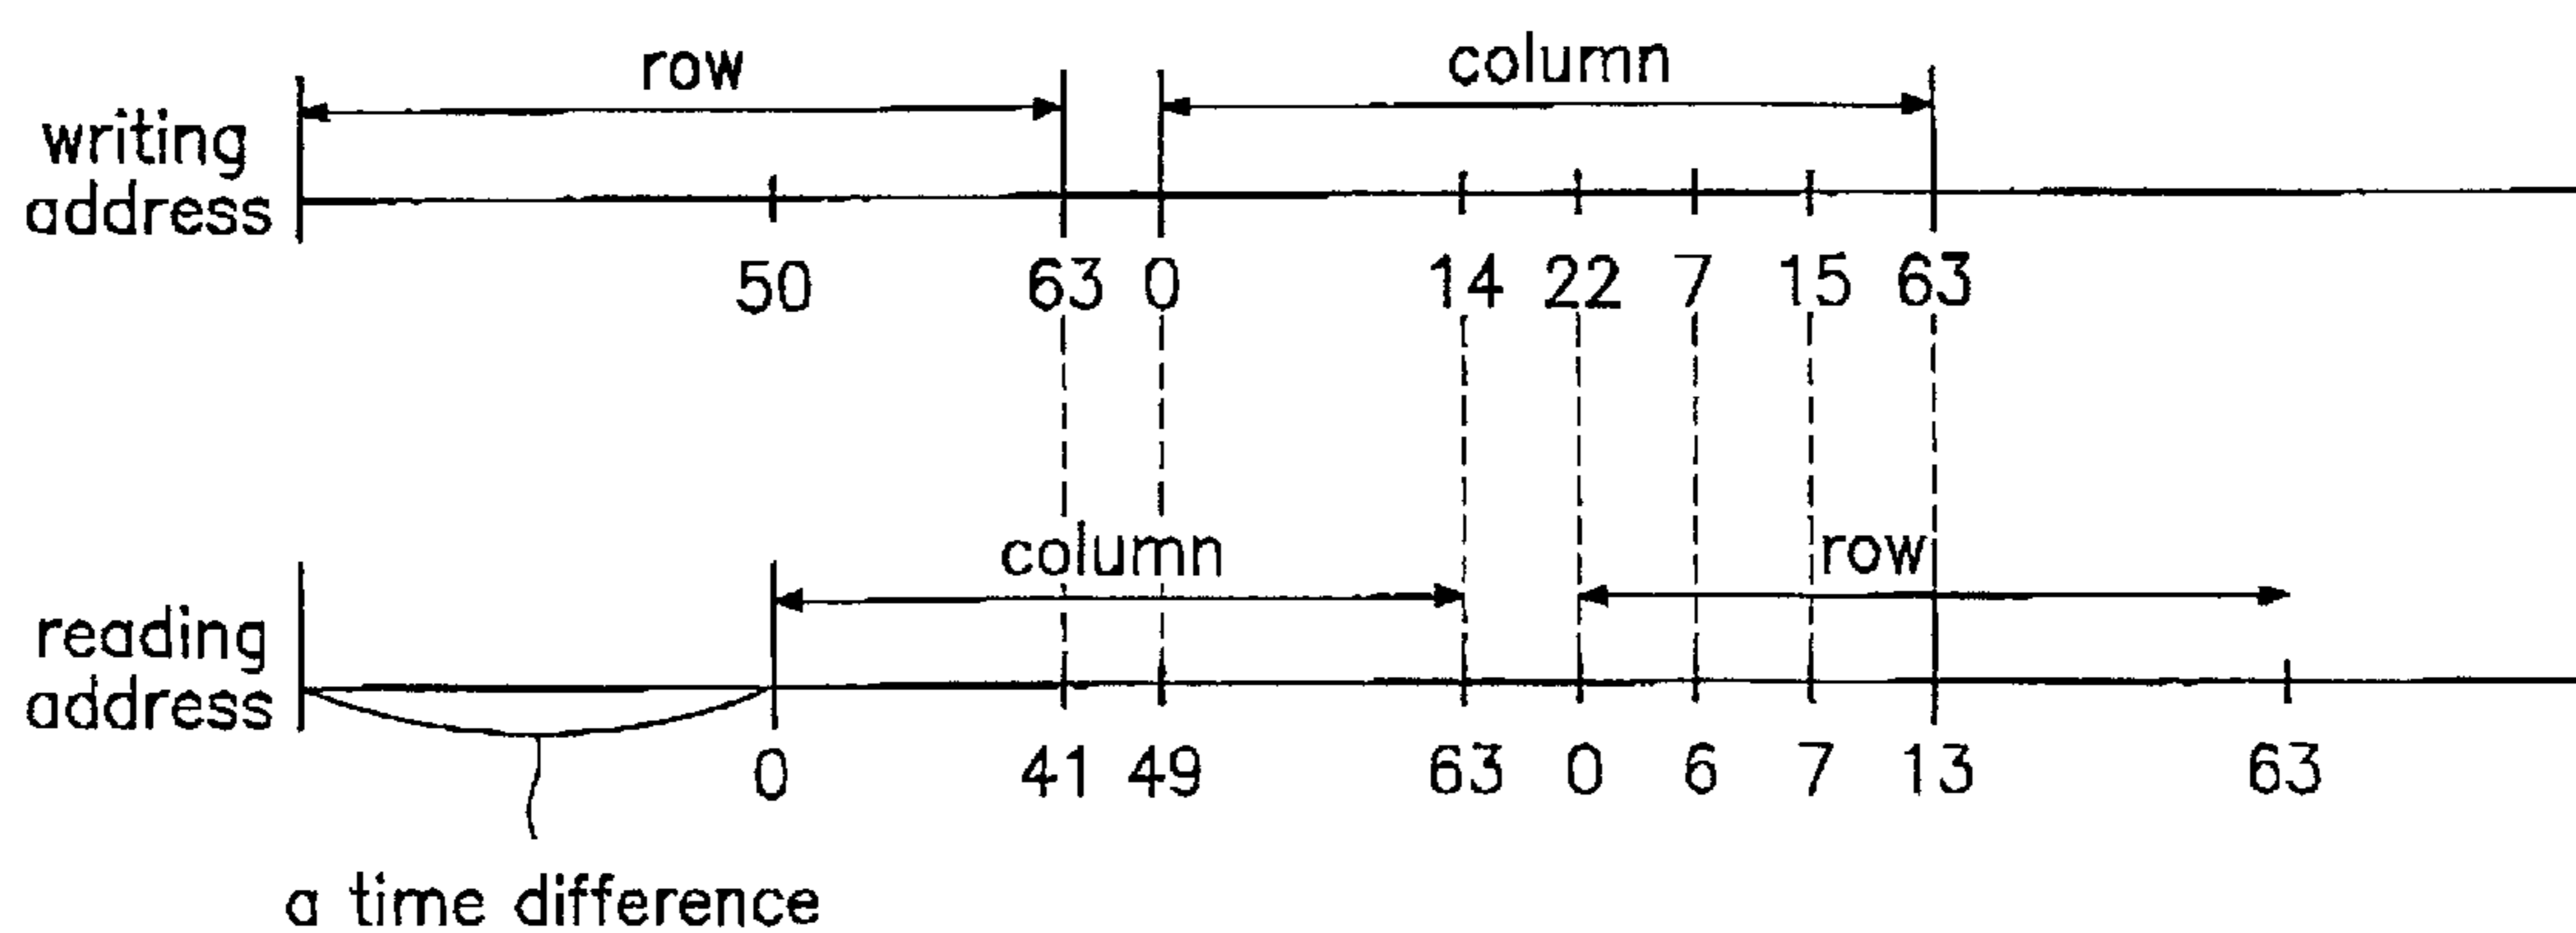 row column
writing
address
50 63 0 14 22 7 15 63
column row
reading
address
0 41 49 63 0 6 7 13 63
a time difference